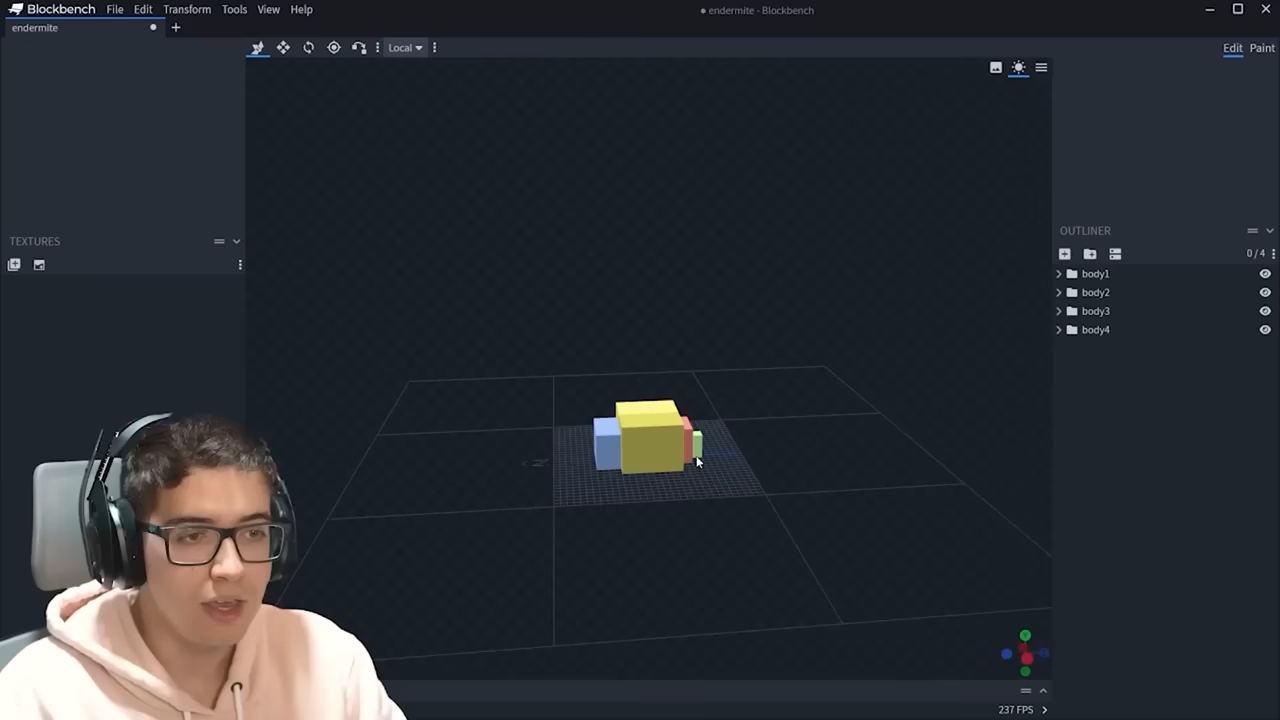 Blockbench File Edit Transform Tools View Help
● endermite - Blockbench
endermite
Local
Edit Paint
TEXTURES
OUTLINER
0/4
body1
body2
body3
body4
N
237 FPS